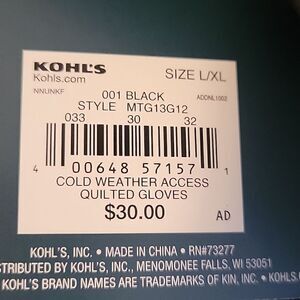 KOHL'S
Kohls.com
SIZE L/XL
NNUNKF
001 BLACK
ADDNL1002
STYLE MTG13G12
033 30 32
4 00648 57157 1
COLD WEATHER ACCESS
QUILTED GLOVES
$30.00
AD
KOHL'S, INC. • MADE IN CHINA • RN#73277
DISTRIBUTED BY KOHL'S, INC., MENOMONEE FALLS, WI 53051
KOHL'S BRAND NAMES ARE TRADEMARKS OF KIN, INC. • KOHLS.